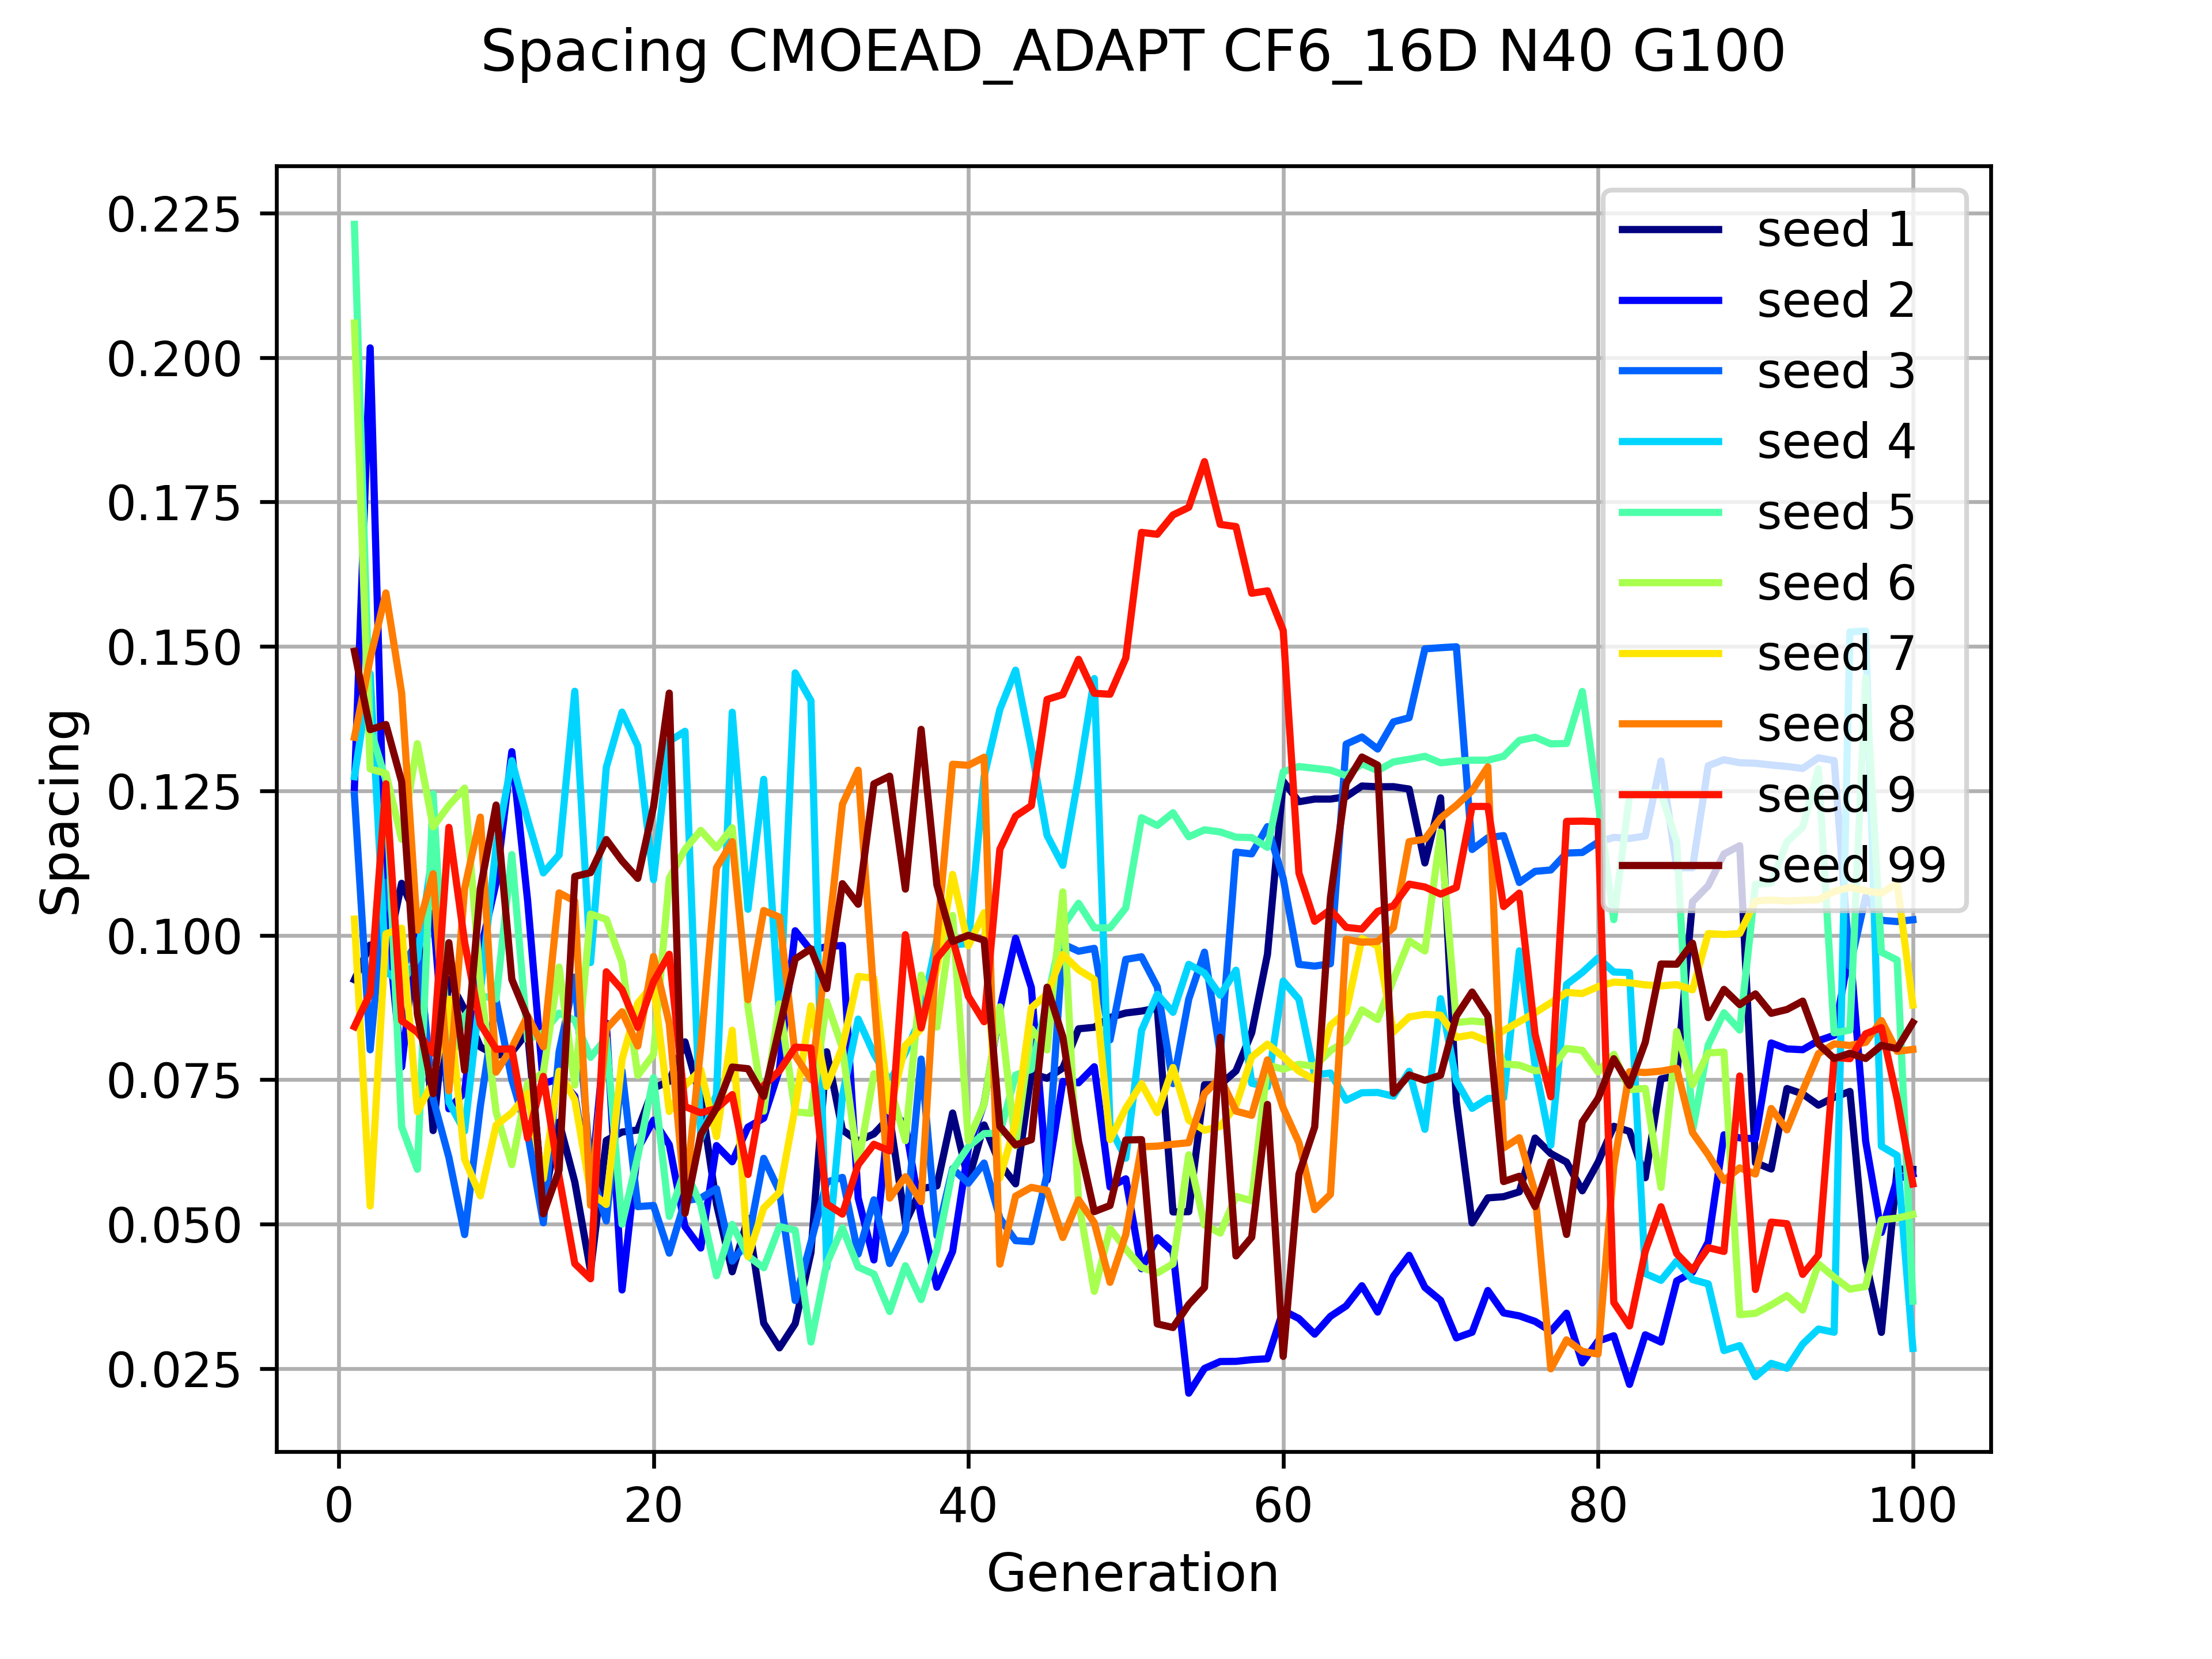 Spacing CMOEAD_ADAPT CF6_16D N40 G100
0.225
0.200
0.175
0.150
0.125
0.100
0.075
0.050
0.025
Spacing
0 20 40 60 80 100
Generation
seed 1
seed 2
seed 3
seed 4
seed 5
seed 6
seed 7
seed 8
seed 9
seed 99